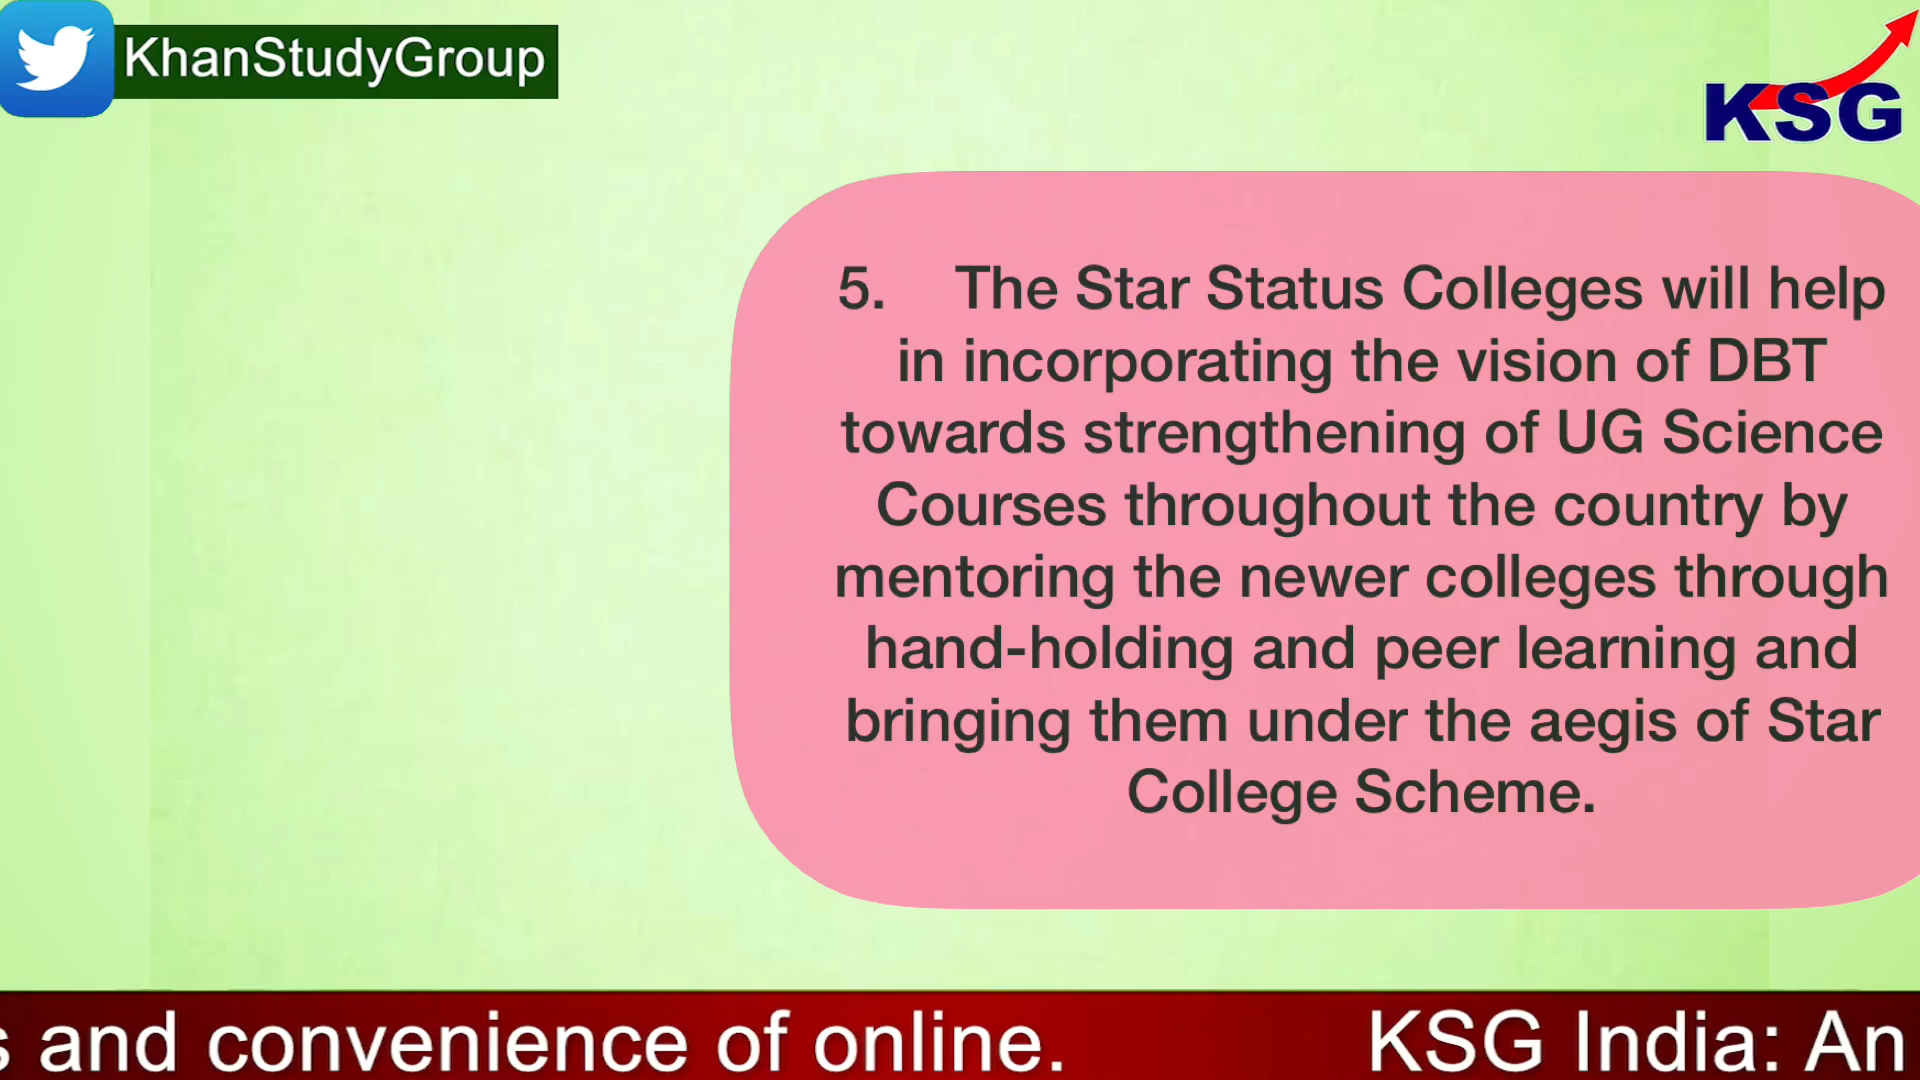 KhanStudyGroup
KSG
5. The Star Status Colleges will help
in incorporating the vision of DBT
towards strengthening of UG Science
Courses throughout the country by
mentoring the newer colleges through
hand-holding and peer learning and
bringing them under the aegis of Star
College Scheme.
s and convenience of online. KSG India: An